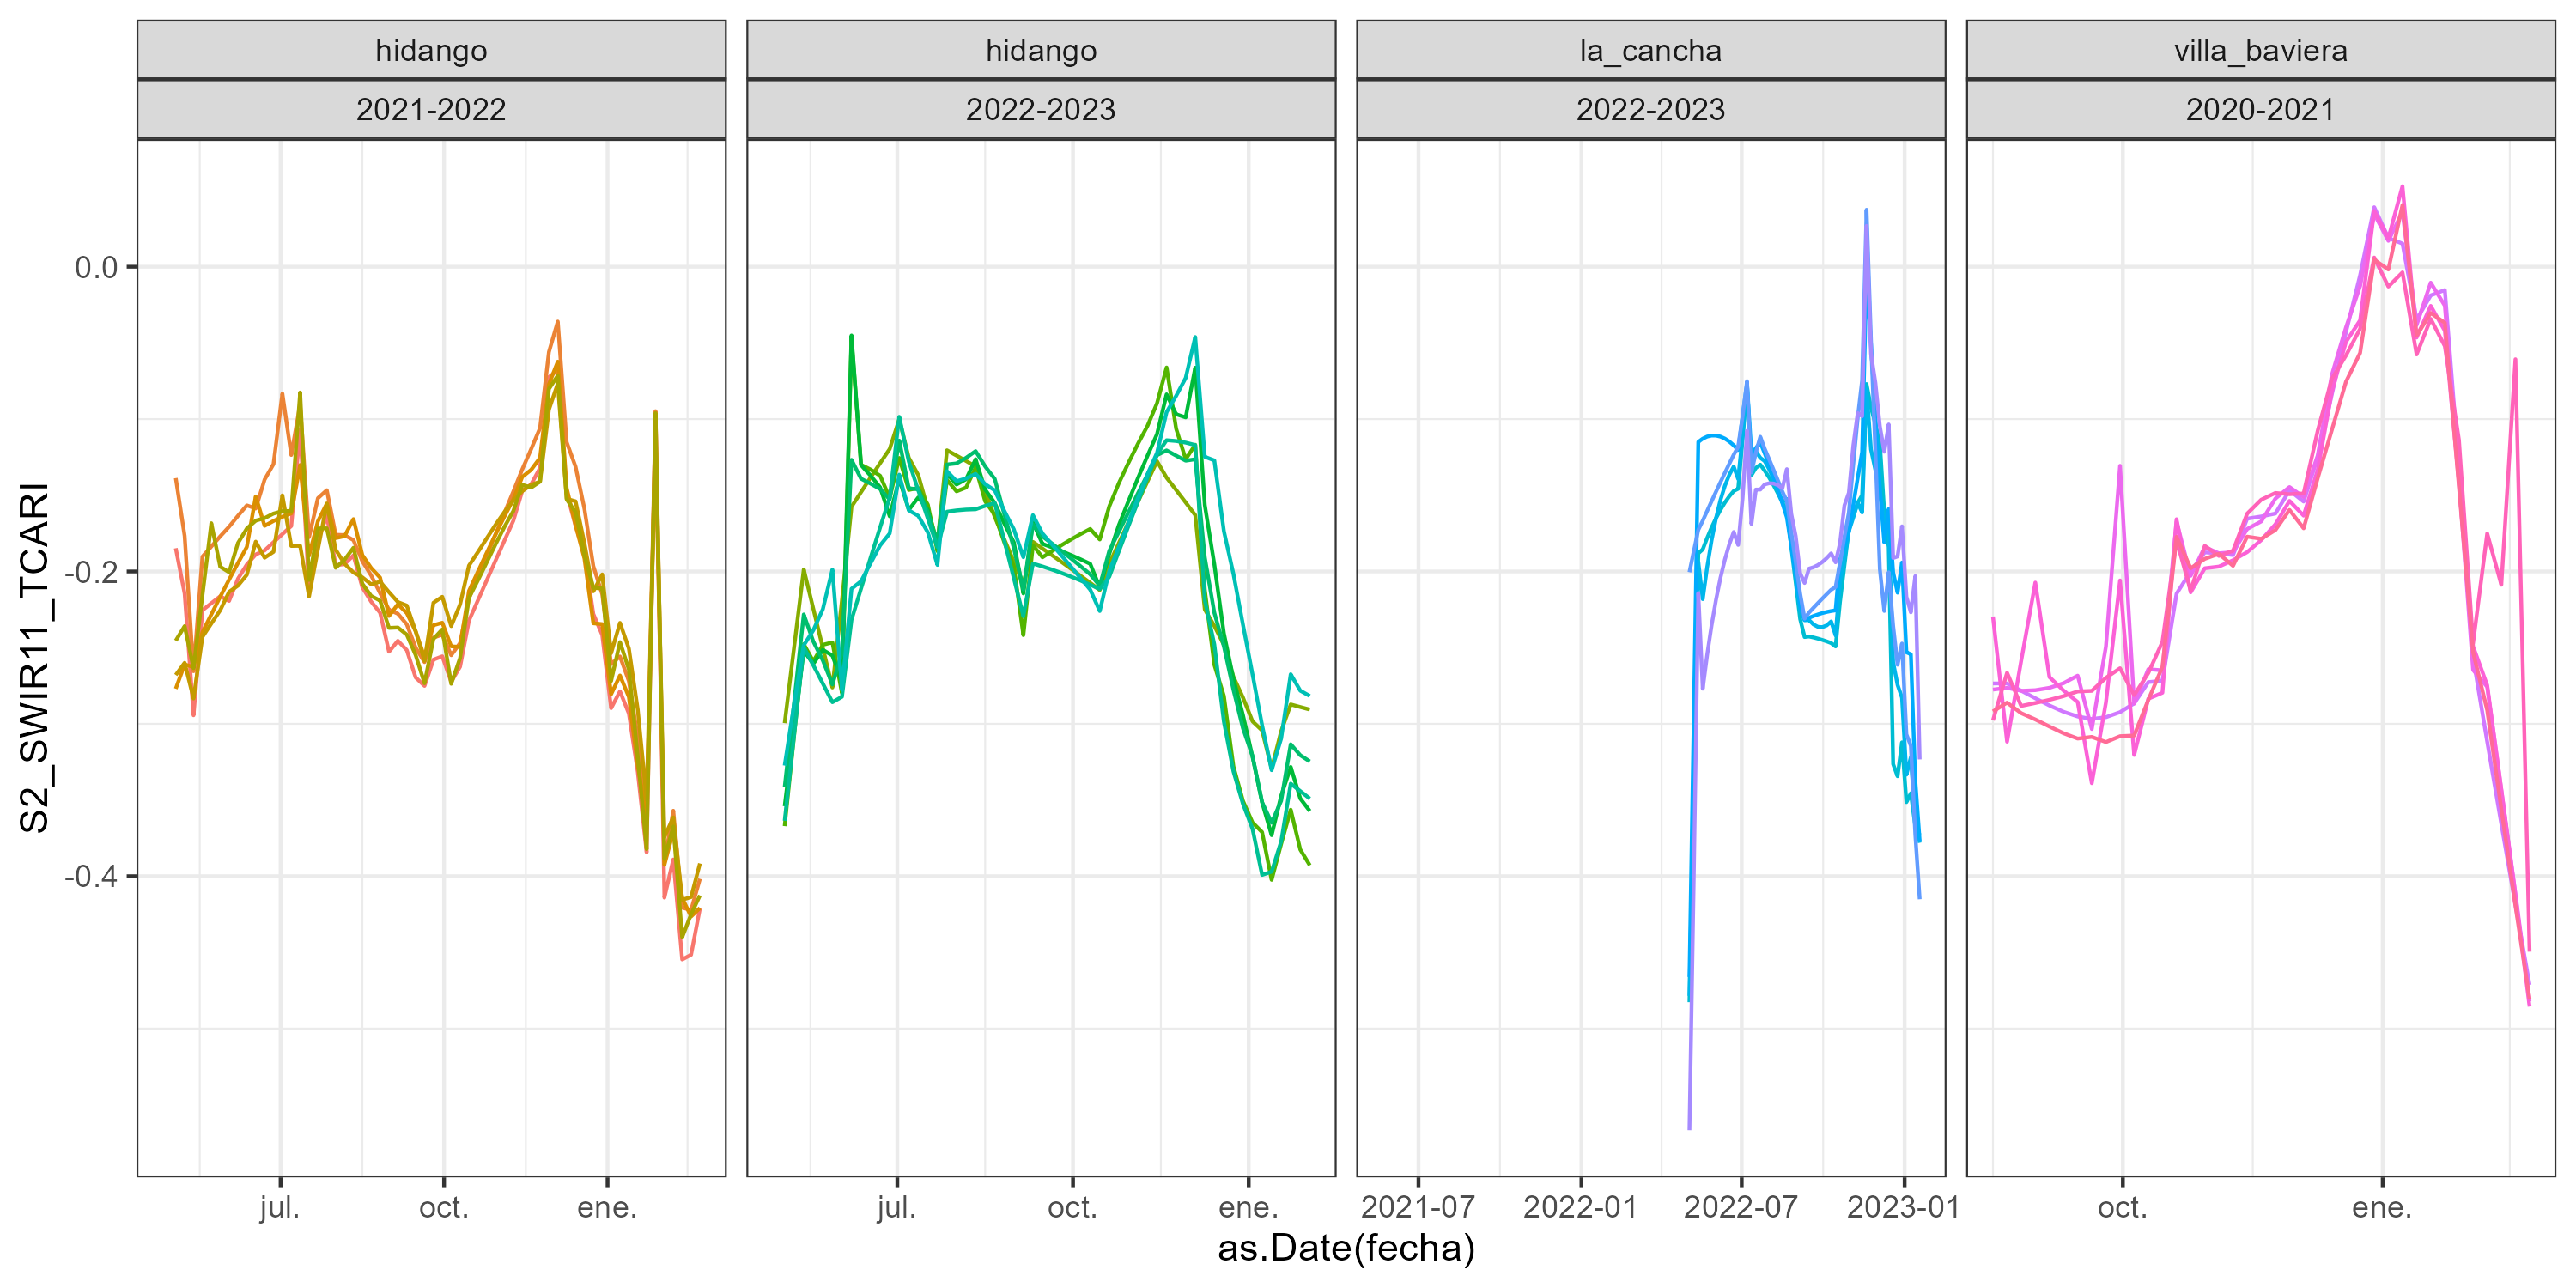 hidango
hidango
la_cancha
villa_baviera
2021-2022
2022-2023
2022-2023
2020-2021
S2_SWIR11_TCARI
0.0
-0.2
-0.4
jul.
oct.
ene.
jul.
oct.
ene.
2021-07
2022-01
2022-07
2023-01
oct.
ene.
as.Date(fecha)